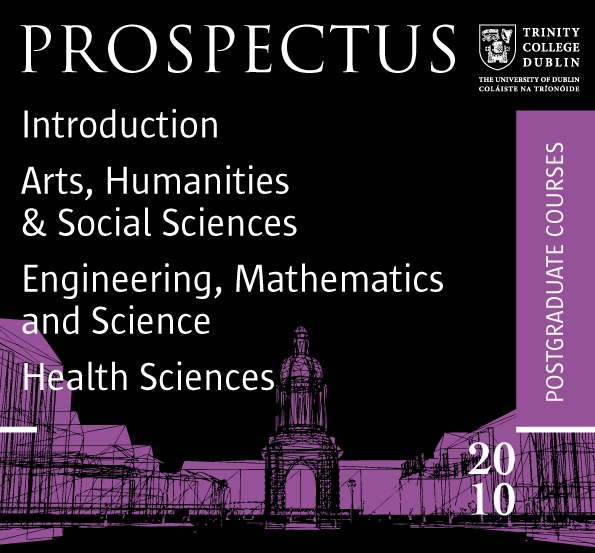 PROSPECTUS
TRINITY
COLLEGE
DUBLIN
THE UNIVERSITY OF DUBLIN
COLÁISTE NA TRÍONÓIDE
Introduction
Arts, Humanities
& Social Sciences
Engineering, Mathematics
and Science
Health Sciences
POSTGRADUATE COURSES
20
10